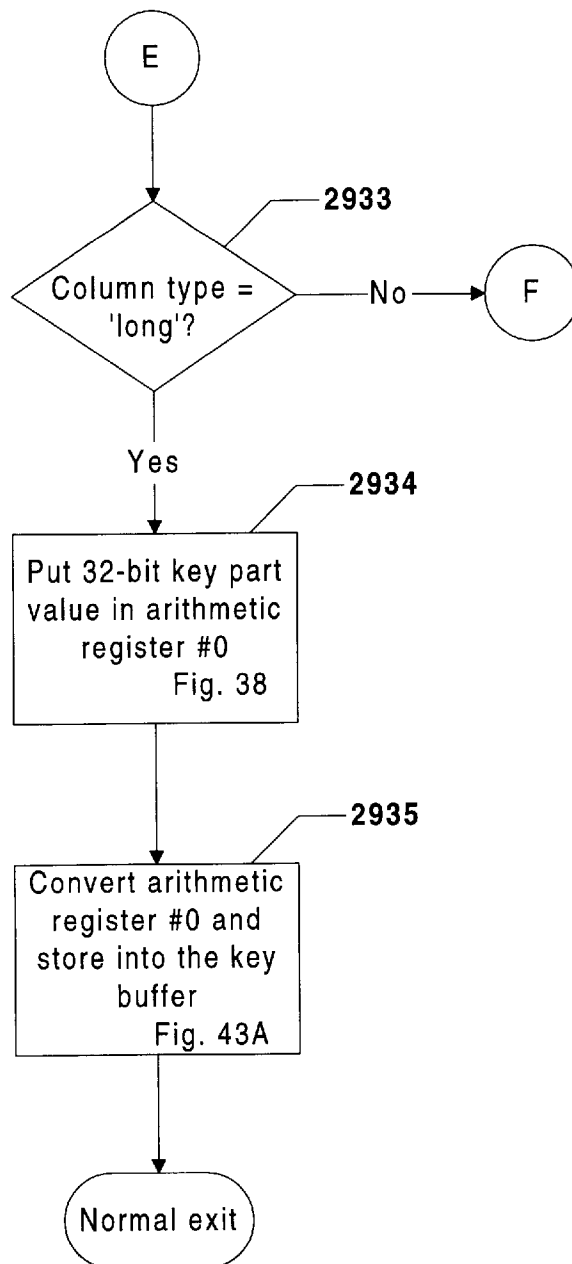 E
2933
Column type =
'long'?
No
F
Yes
2934
Put 32-bit key part
value in arithmetic
register #0
Fig. 38
2935
Convert arithmetic
register #0 and
store into the key
buffer
Fig. 43A
Normal exit